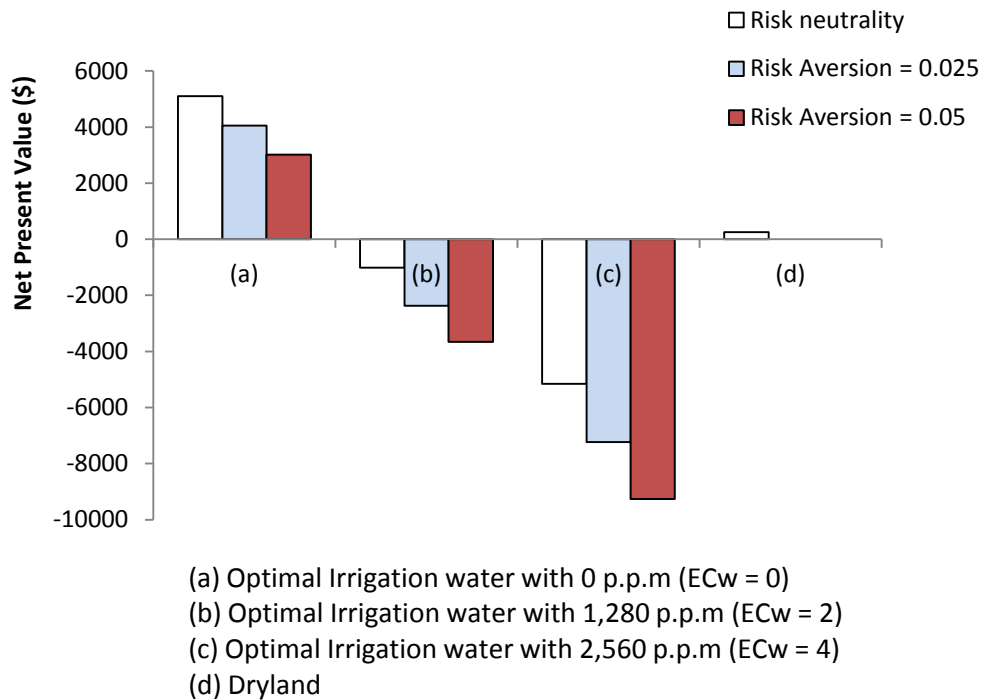 Risk neutrality
Risk Aversion = 0.025
Risk Aversion = 0.05
Net Present Value ($)
6000
4000
2000
0
-2000
-4000
-6000
-8000
-10000
(a)
(b)
(c)
(d)
(a) Optimal Irrigation water with 0 p.p.m (ECw = 0)
(b) Optimal Irrigation water with 1,280 p.p.m (ECw = 2)
(c) Optimal Irrigation water with 2,560 p.p.m (ECw = 4)
(d) Dryland